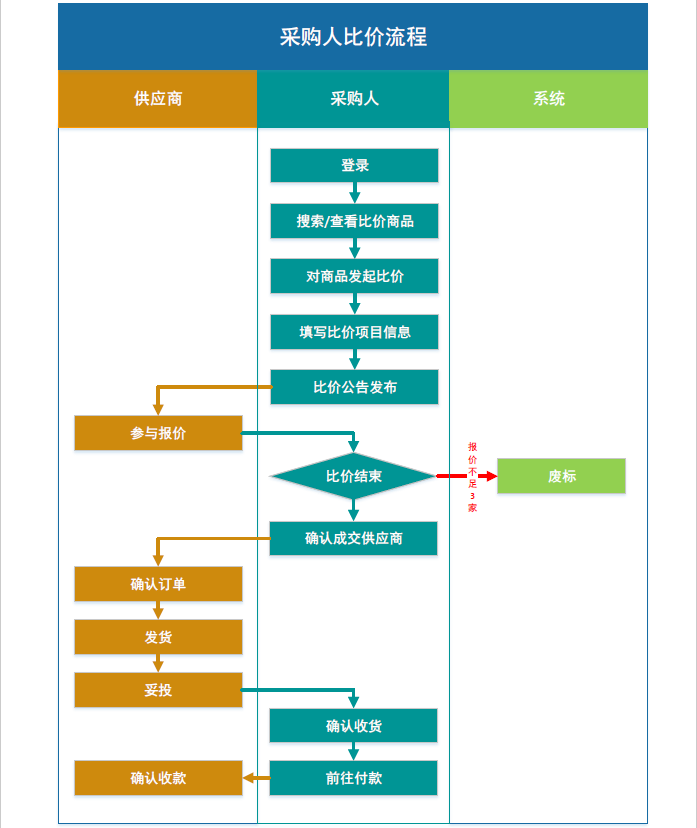 采购人比价流程
供应商
采购人
系统
登录
搜索/查看比价商品
对商品发起比价
填写比价项目信息
比价公告发布
参与报价
比价结束
报价不足3家
废标
确认成交供应商
确认订单
发货
妥投
确认收货
确认收款
前往付款